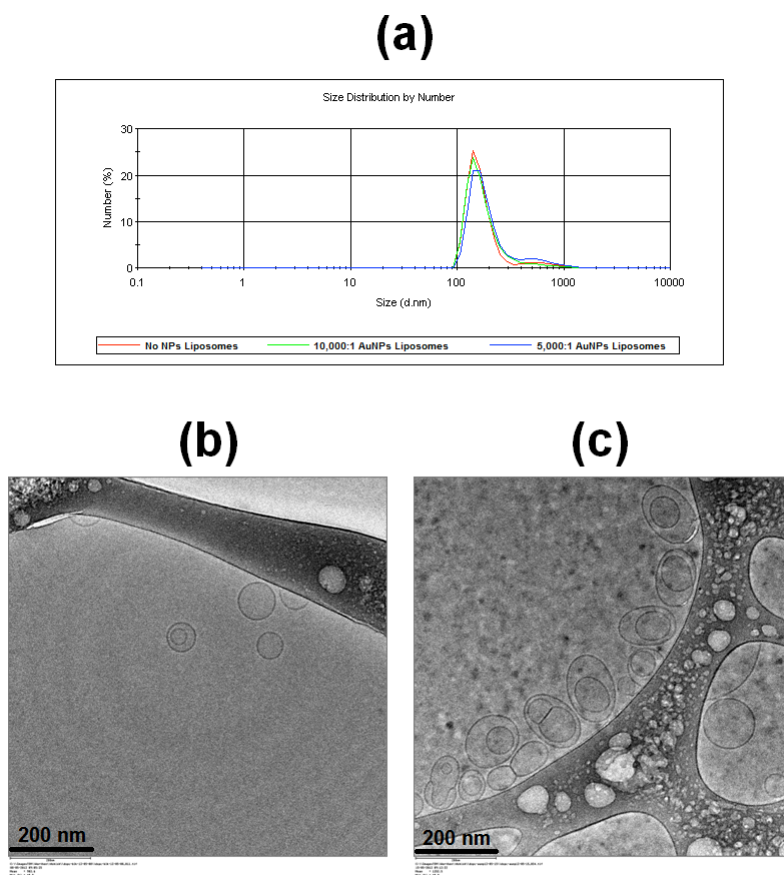 (a)
Size Distribution by Number
30
20
10
0
Number (%)
0.1 1 10 100 1000 10000
Size (d.nm)
No NPs Liposomes 10,000:1 AuNPs Liposomes 5,000:1 AuNPs Liposomes
(b) (c)
200 nm 200 nm